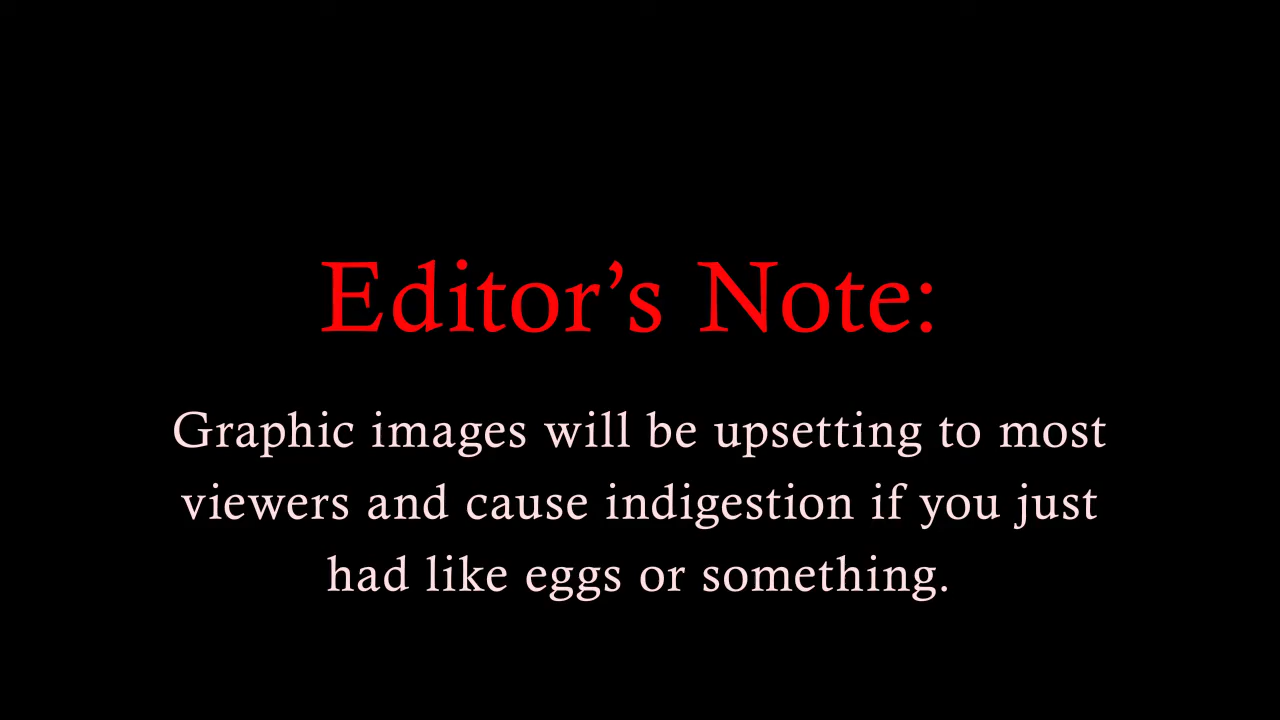 Editor’s Note:
Graphic images will be upsetting to most
viewers and cause indigestion if you just
had like eggs or something.